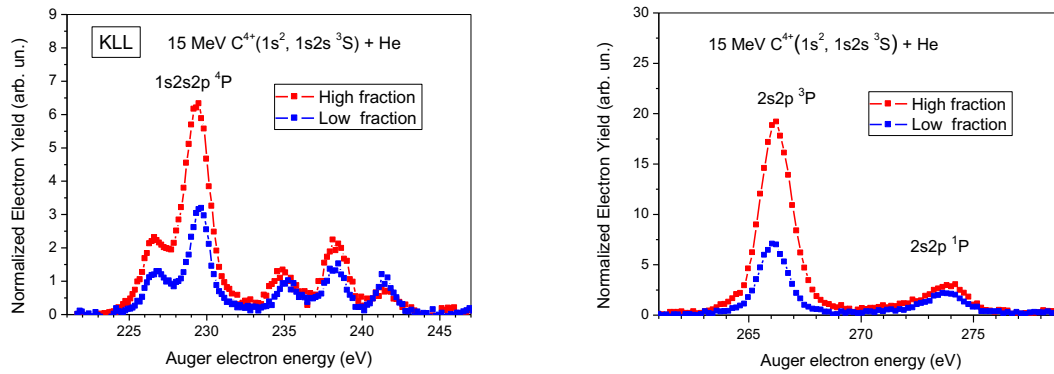 KLL
15 MeV C⁴⁺(1s², 1s2s ³S) + He
1s2s2p ⁴P
High fraction
Low fraction
Normalized Electron Yield (arb. un.)
9
8
7
6
5
4
3
2
1
0
225
230
235
240
245
Auger electron energy (eV)
15 MeV C⁴⁺(1s², 1s2s ³S) + He
2s2p ³P
High fraction
Low fraction
2s2p ¹P
Normalized Electron Yield (arb. un.)
30
25
20
15
10
5
0
265
270
275
Auger electron energy (eV)